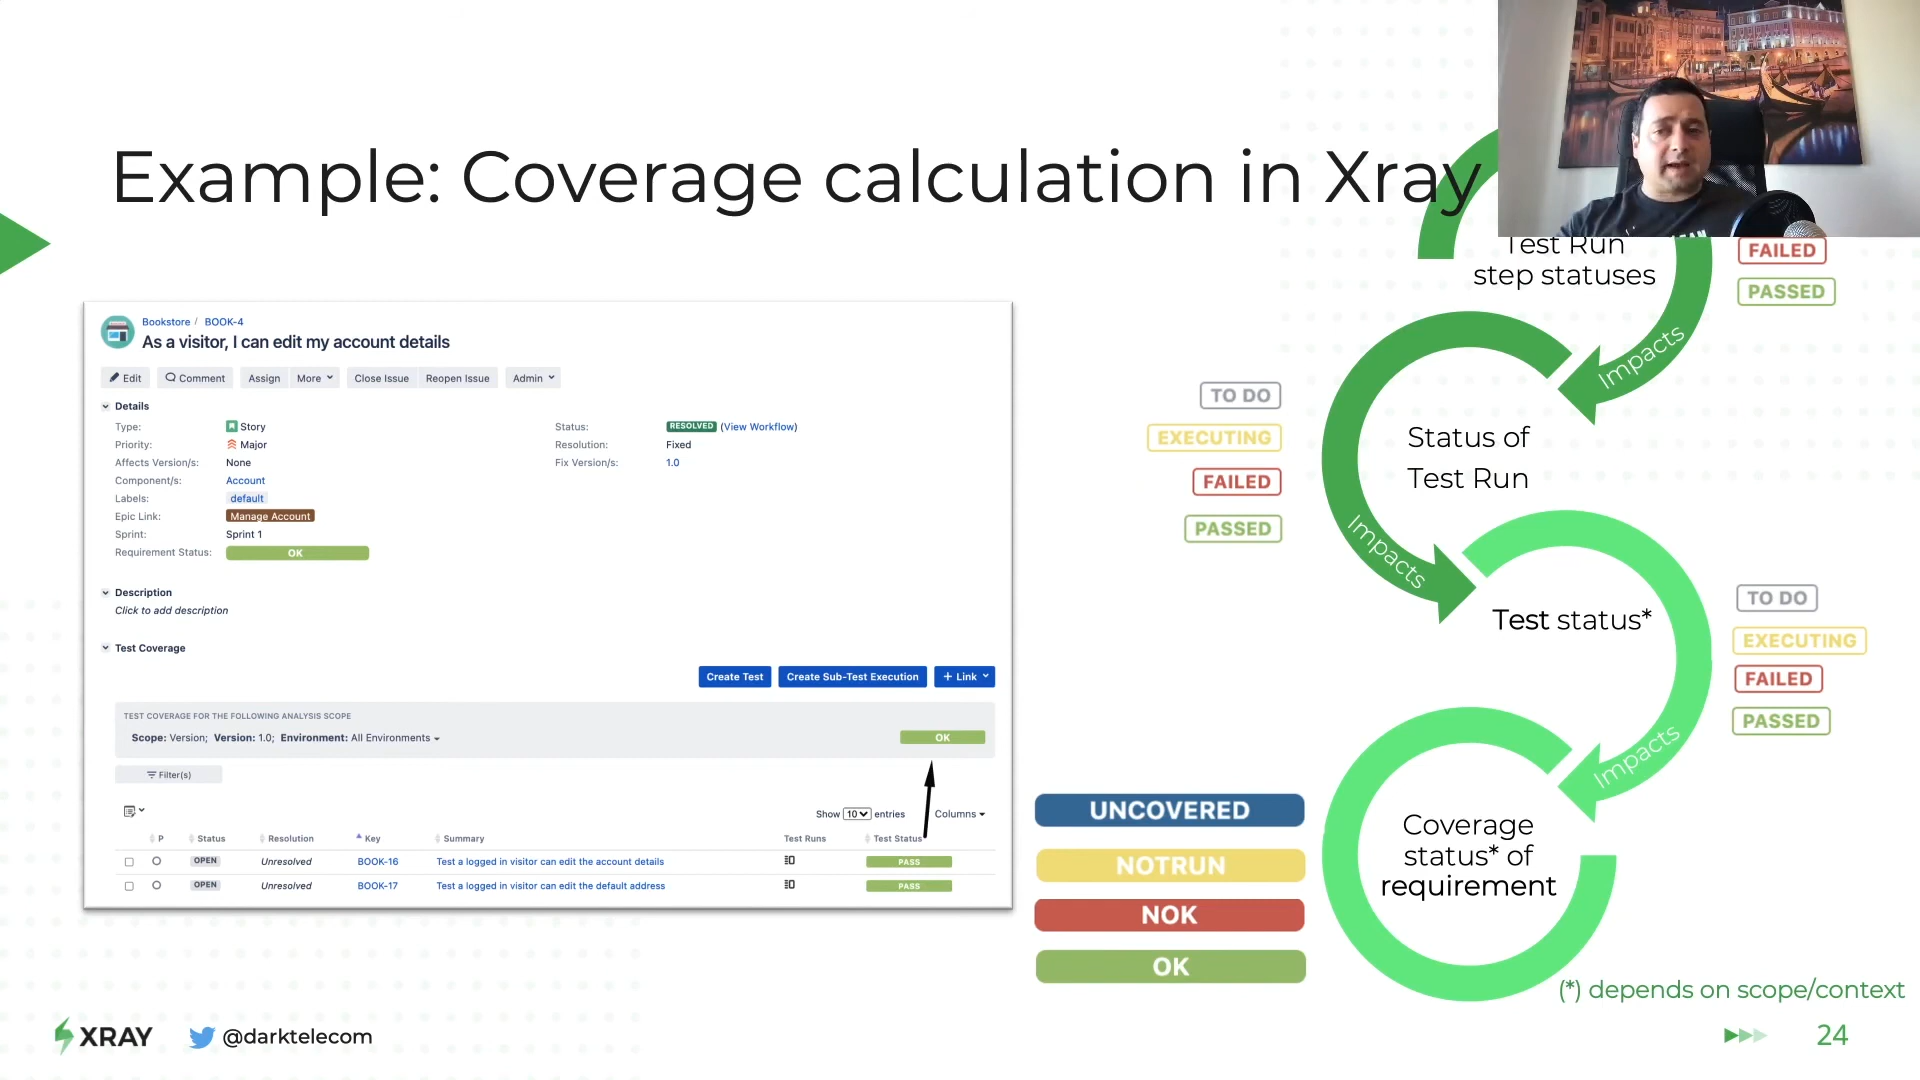 Example: Coverage calculation in Xray
Bookstore / BOOK-4
As a visitor, I can edit my account details
Edit
Comment
Assign
More
Close Issue
Reopen Issue
Admin
Details
Type: Story
Status: RESOLVED (View Workflow)
Priority: Major
Resolution: Fixed
Affects Version/s: None
Fix Version/s: 1.0
Component/s: Account
Labels: default
Epic Link: Manage Account
Sprint: Sprint 1
Requirement Status: OK
Description
Click to add description
Test Coverage
Create Test
Create Sub-Test Execution
+ Link
TEST COVERAGE FOR THE FOLLOWING ANALYSIS SCOPE
Scope: Version; Version: 1.0; Environment: All Environments
OK
Filter(s)
Show 10 entries
Columns
P Status Resolution Key Summary Test Runs Test Status
OPEN Unresolved BOOK-16 Test a logged in visitor can edit the account details PASS
OPEN Unresolved BOOK-17 Test a logged in visitor can edit the default address PASS
Test Run
step statuses
FAILED
PASSED
Impacts
TO DO
EXECUTING
FAILED
PASSED
Status of
Test Run
Impacts
Test status*
TO DO
EXECUTING
FAILED
PASSED
Impacts
UNCOVERED
NOTRUN
NOK
OK
Coverage
status* of
requirement
(*) depends on scope/context
XRAY
@darktelecom
24